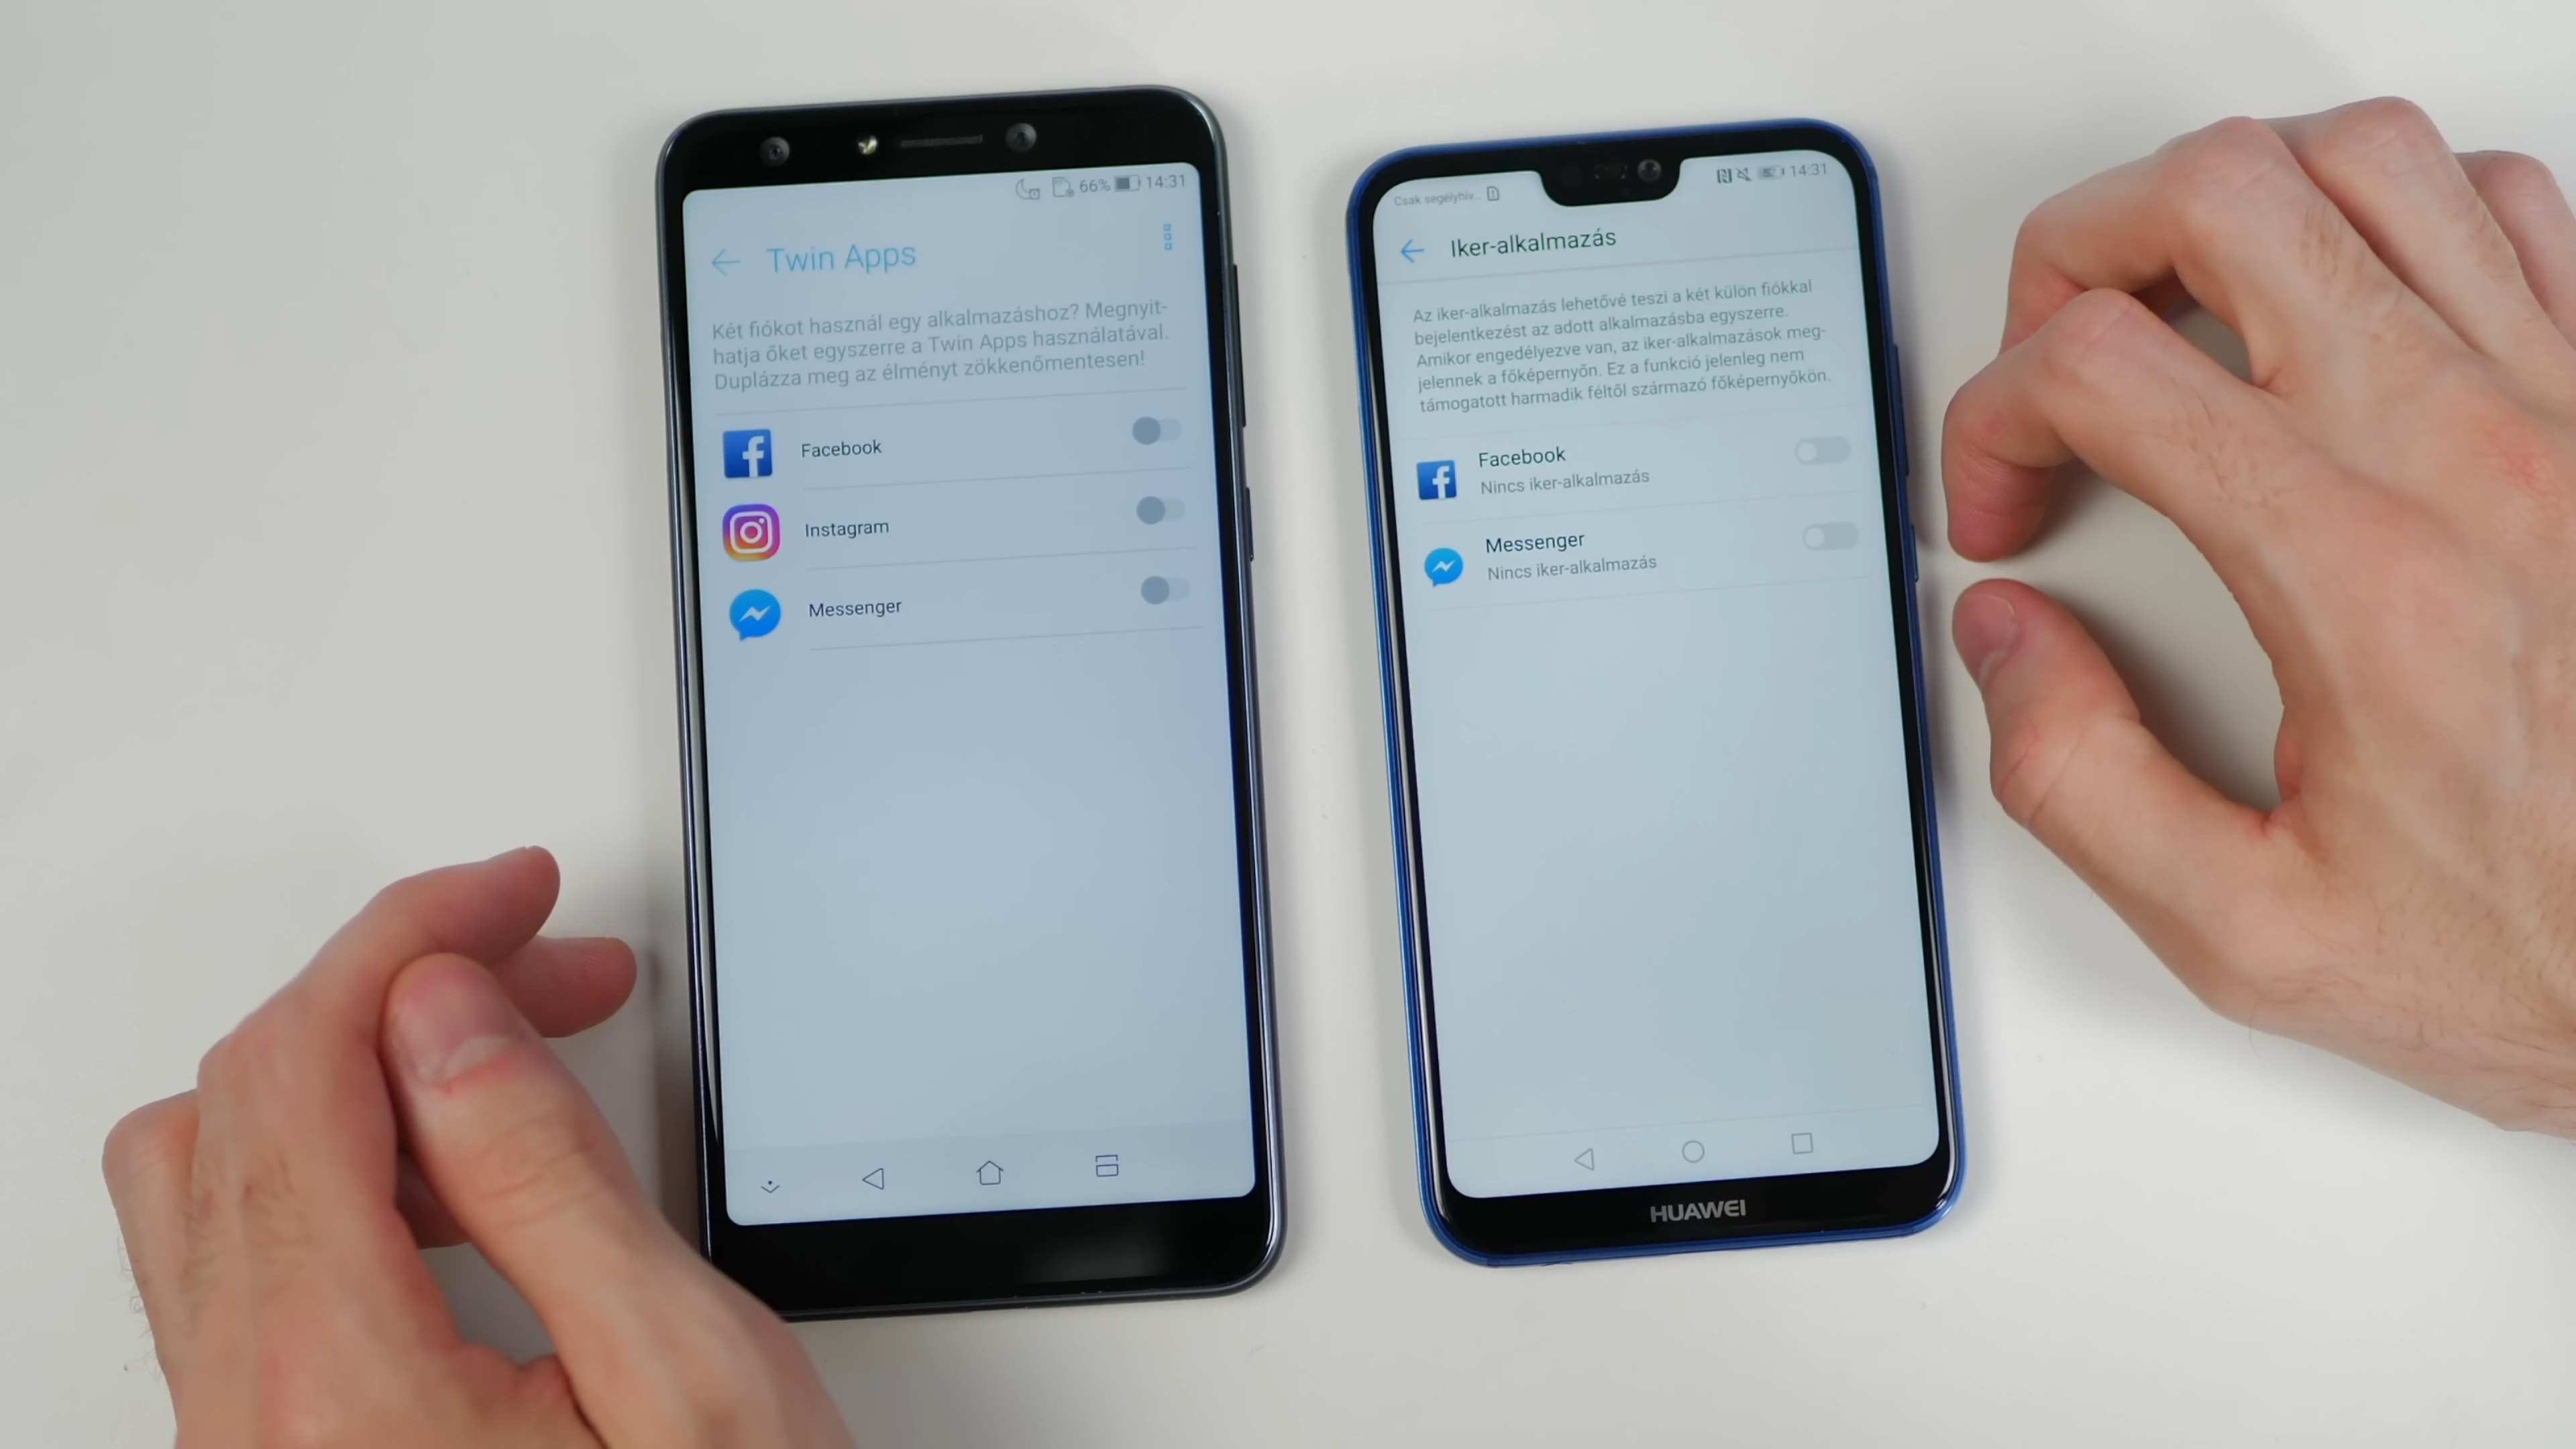 66% 14:31
Twin Apps
Két fiókot használ egy alkalmazáshoz? Megnyit-
hatja őket egyszerre a Twin Apps használatával.
Duplázza meg az élményt zökkenőmentesen!
Facebook
Instagram
Messenger
Csak segélyhív... 14:31
Iker-alkalmazás
Az iker-alkalmazás lehetővé teszi a két külön fiókkal
bejelentkezést az adott alkalmazásba egyszerre.
Amikor engedélyezve van, az iker-alkalmazások meg-
jelennek a főképernyőn. Ez a funkció jelenleg nem
támogatott harmadik féltől származó főképernyőkön.
Facebook
Nincs iker-alkalmazás
Messenger
Nincs iker-alkalmazás
HUAWEI